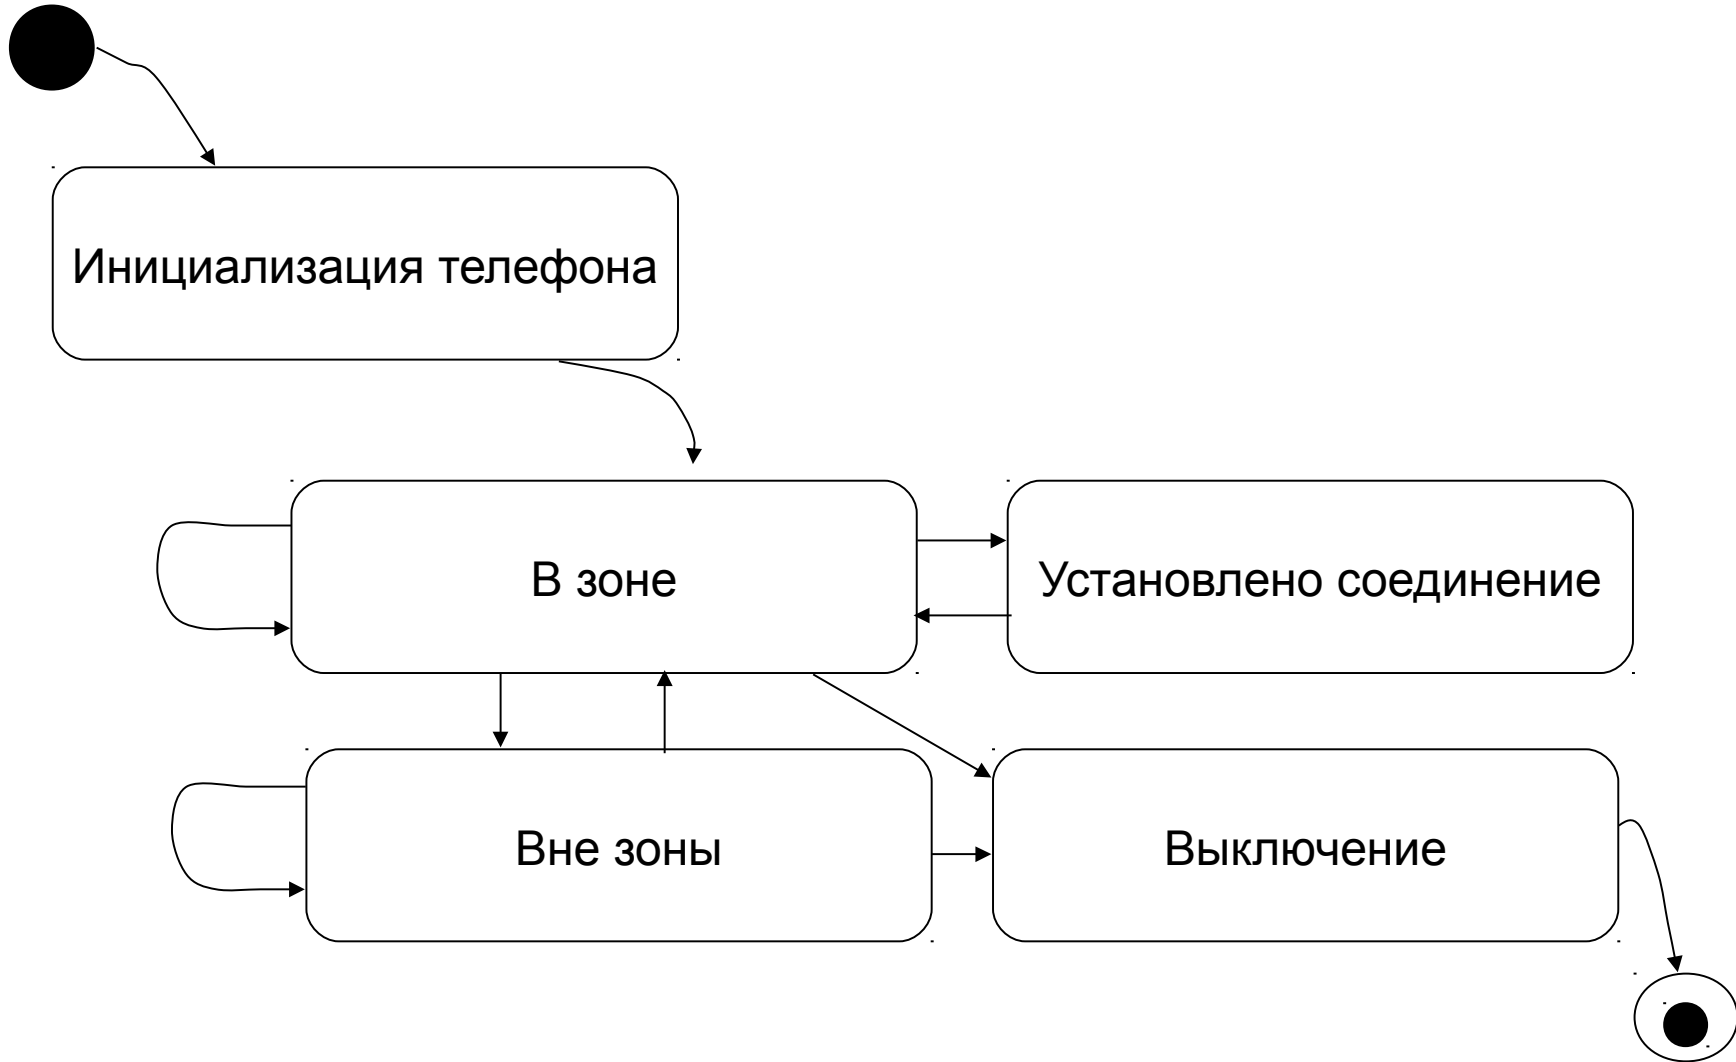 Инициализация телефона
В зоне
Установлено соединение
Вне зоны
Выключение